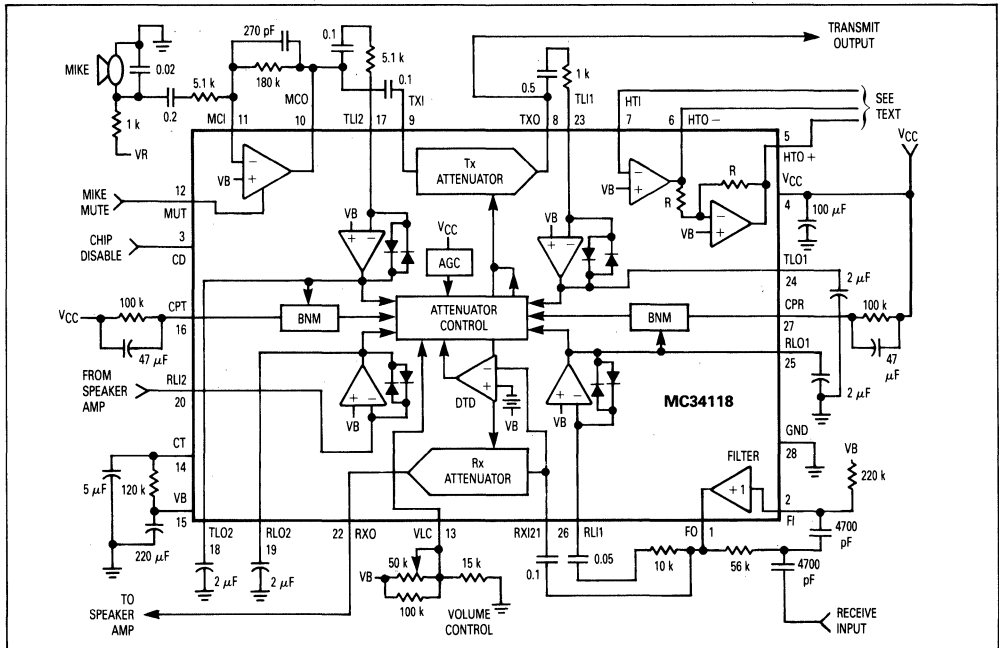 270 pF
0.1
5.1 k
TRANSMIT
OUTPUT
MIKE
0.02
5.1 k
180 k
0.1
0.5
1 k
0.2
MCO
TXI
TLI1
HTI
SEE
TEXT
1 k
MCI
11
10
TLI2
17
9
TXO
8
23
7
6
HTO –
5
HTO +
VCC
VR
VB
Tx
ATTENUATOR
VB
R
R
VB
VCC
4
100 µF
12
MIKE
MUTE
MUT
CHIP
DISABLE
3
CD
VB
VCC
AGC
VB
TLO1
24
2 µF
VCC
100 k
CPT
16
47 µF
BNM
ATTENUATOR
CONTROL
BNM
CPR
27
100 k
47
µF
RLO1
25
2 µF
FROM
SPEAKER
AMP
RLI2
20
VB
DTD
VB
VB
MC34118
GND
28
CT
14
5 µF
120 k
VB
15
220 µF
Rx
ATTENUATOR
FILTER
+1
VB
220 k
2
FI
4700
pF
TLO2
18
RLO2
19
22
RXO
VLC
13
RXI21
26
RLI1
FO
1
2 µF
2 µF
VB
50 k
15 k
100 k
0.1
0.05
10 k
56 k
4700
pF
TO
SPEAKER
AMP
VOLUME
CONTROL
RECEIVE
INPUT